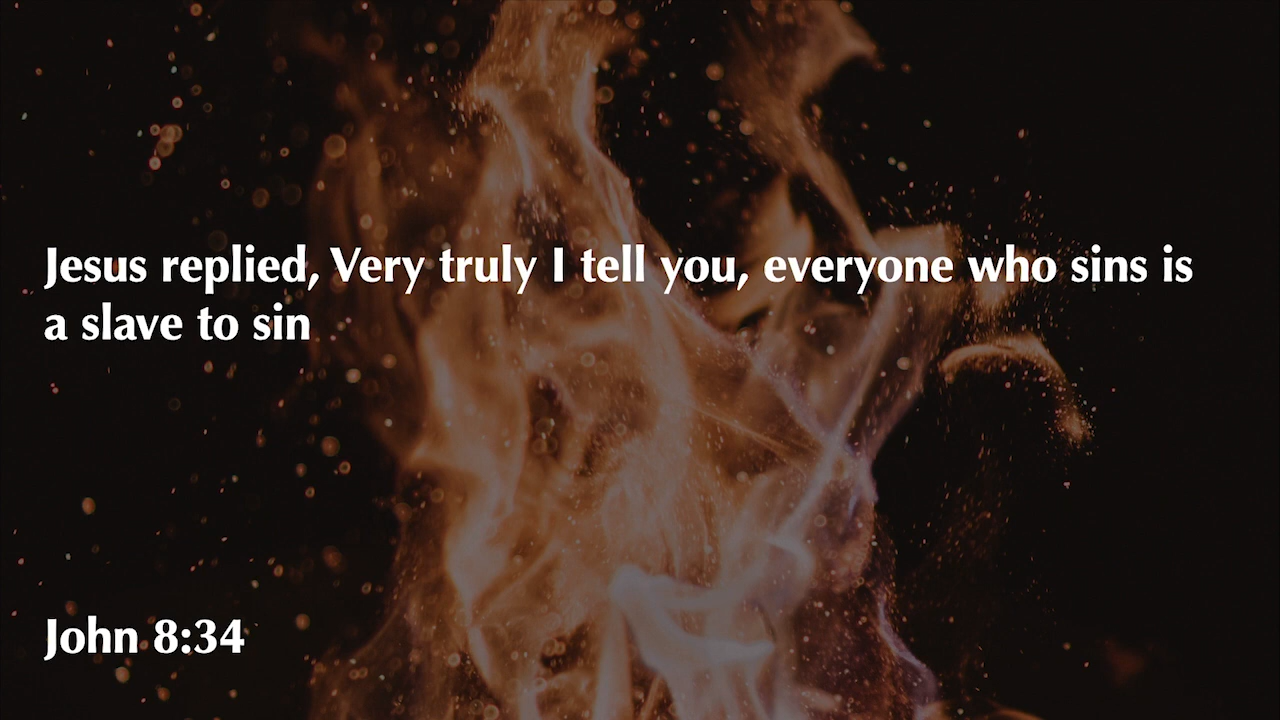 Jesus replied, Very truly I tell you, everyone who sins is
a slave to sin
John 8:34